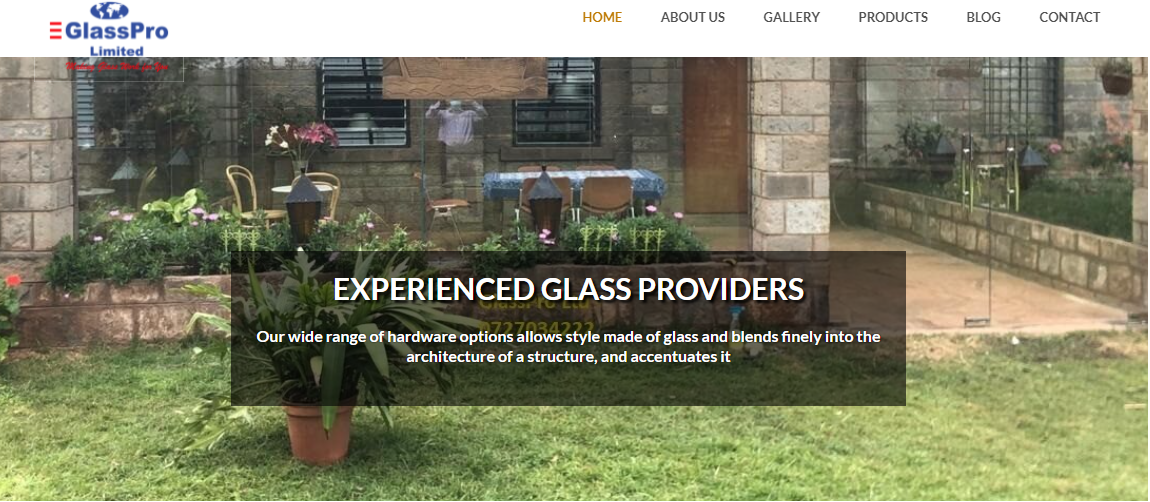 GlassPro
Limited
HOME
ABOUT US
GALLERY
PRODUCTS
BLOG
CONTACT
EXPERIENCED GLASS PROVIDERS
Our wide range of hardware options allows style made of glass and blends finely into the
architecture of a structure, and accentuates it